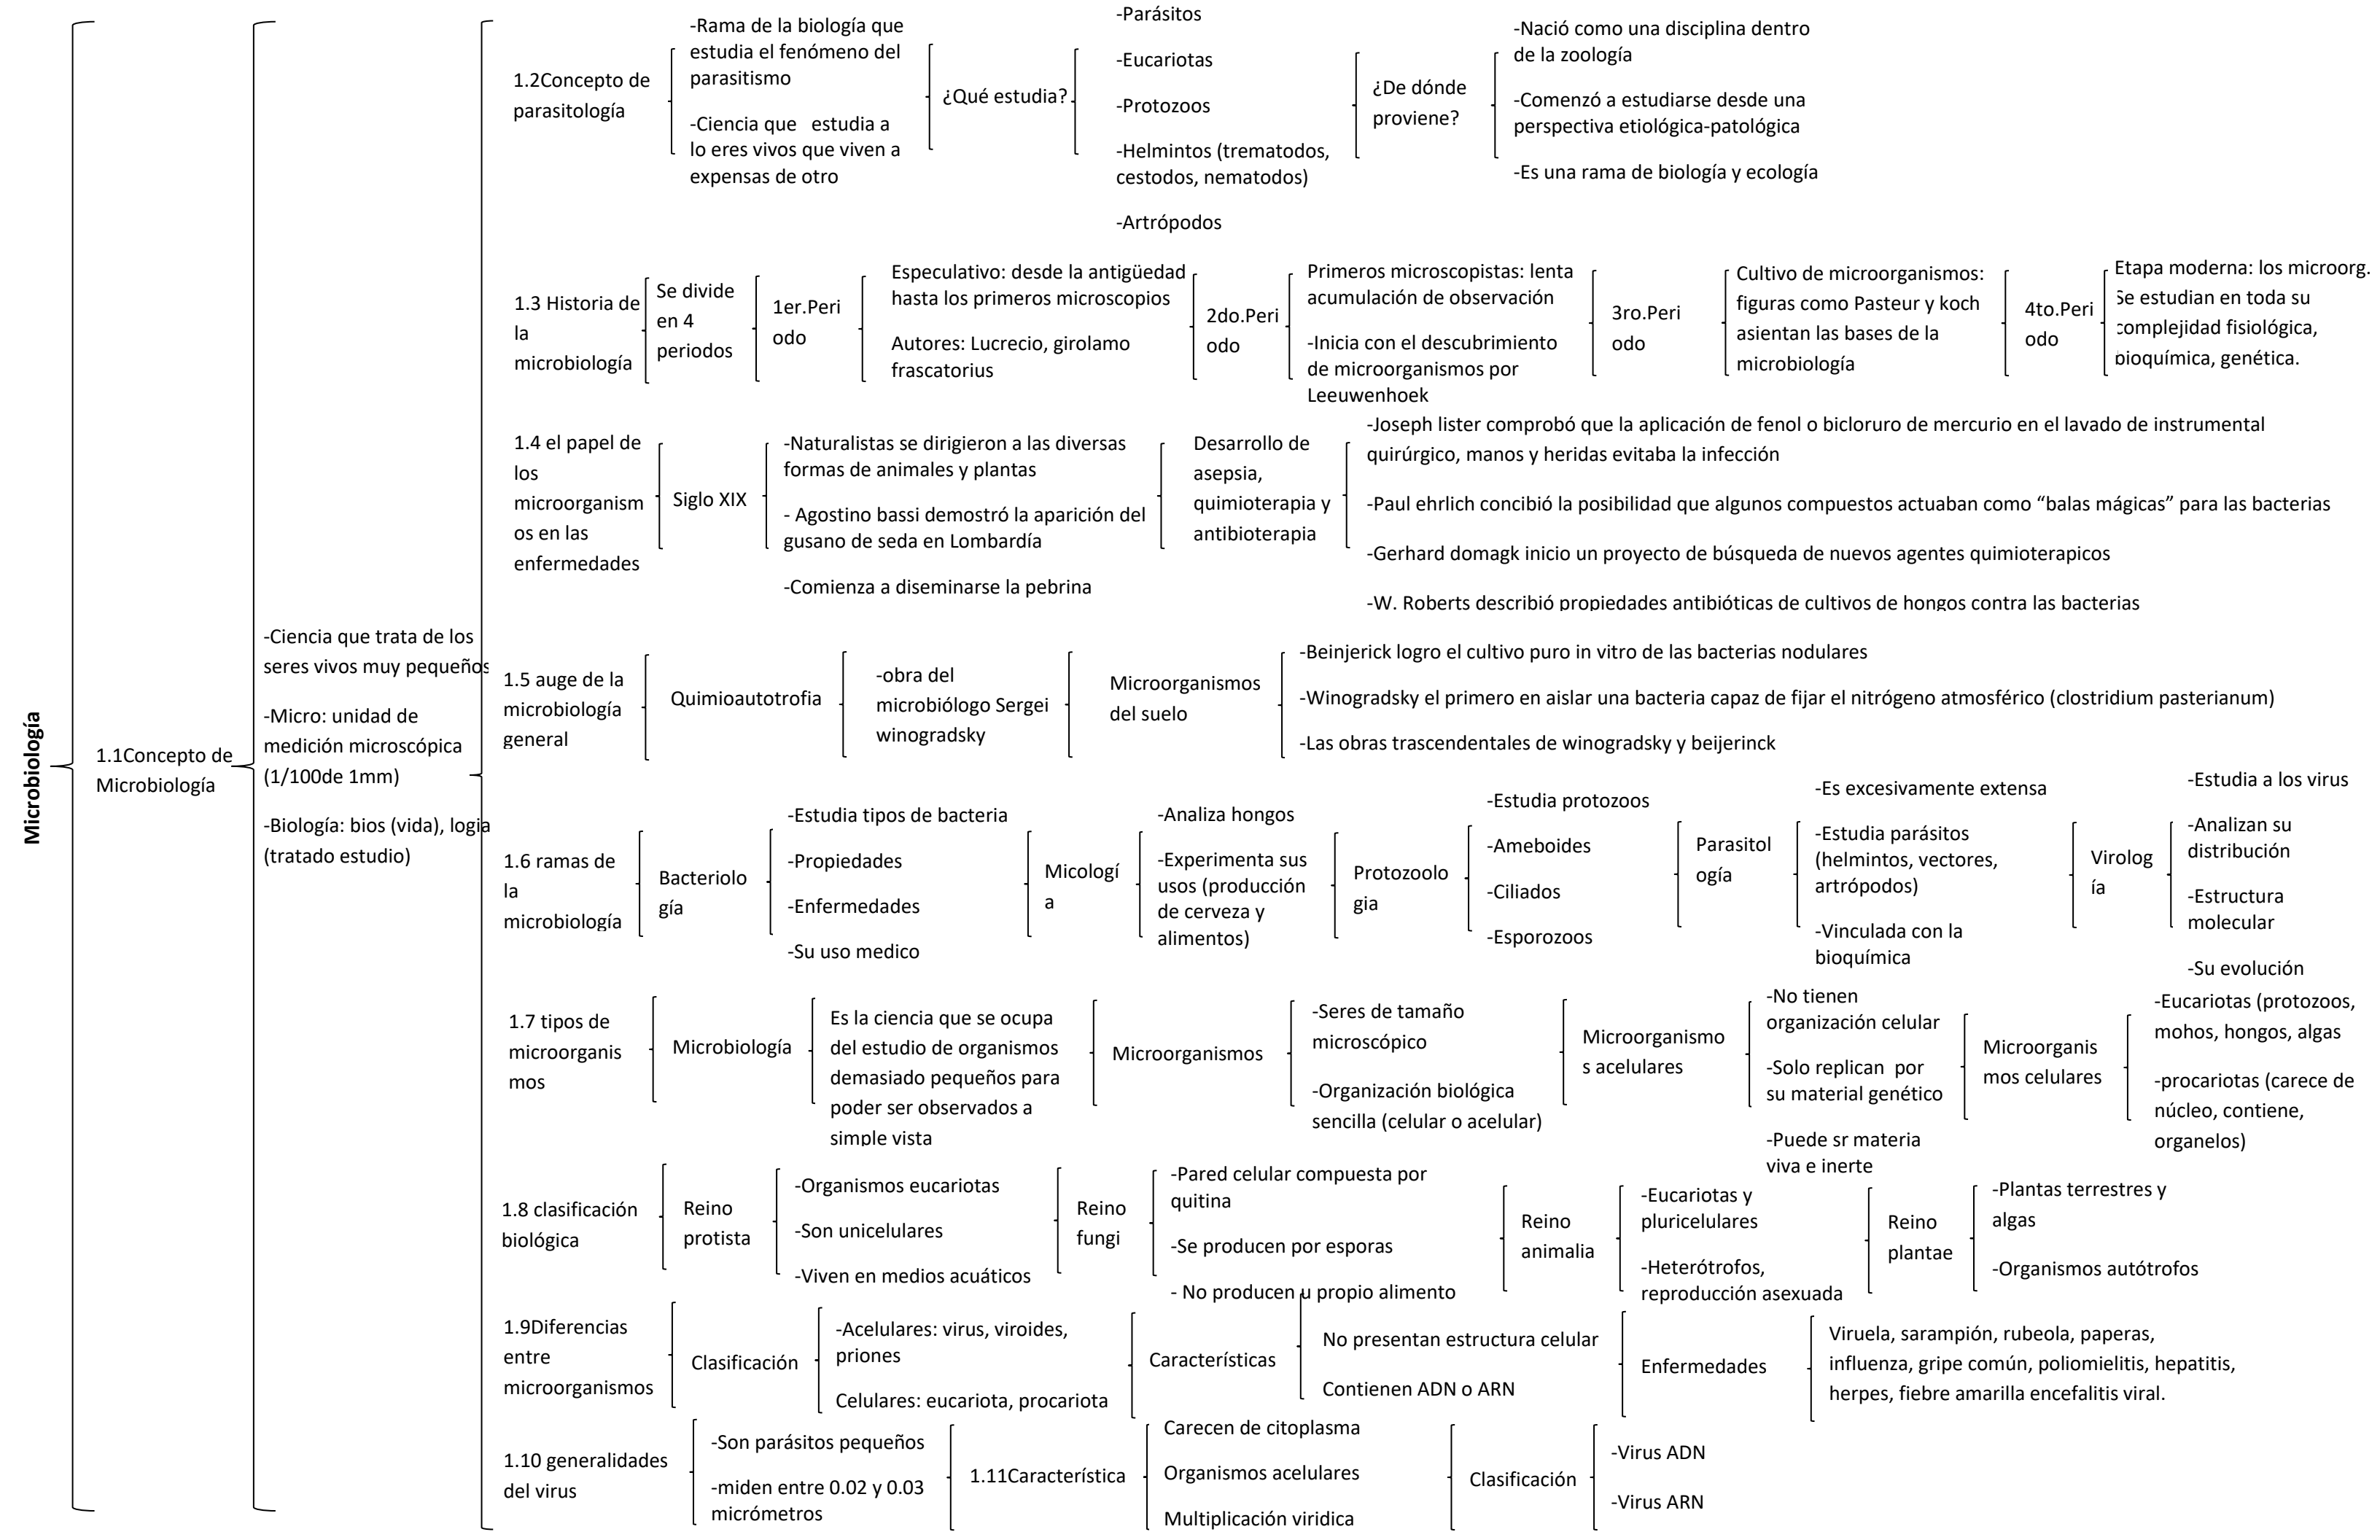 Microbiología
1.1Concepto de
Microbiología
-Ciencia que trata de los
seres vivos muy pequeños
-Micro: unidad de
medición microscópica
(1/100de 1mm)
-Biología: bios (vida), logia
(tratado estudio)
1.2Concepto de
parasitología
-Rama de la biología que
estudia el fenómeno del
parasitismo
-Ciencia que estudia a
lo eres vivos que viven a
expensas de otro
¿Qué estudia?
-Parásitos
-Eucariotas
-Protozoos
-Helmintos (trematodos,
cestodos, nematodos)
-Artrópodos
¿De dónde
proviene?
-Nació como una disciplina dentro
de la zoología
-Comenzó a estudiarse desde una
perspectiva etiológica-patológica
-Es una rama de biología y ecología
1.3 Historia de
la
microbiología
Se divide
en 4
periodos
1er.Peri
odo
Especulativo: desde la antigüedad
hasta los primeros microscopios
Autores: Lucrecio, girolamo
frascatorius
2do.Peri
odo
Primeros microscopistas: lenta
acumulación de observación
-Inicia con el descubrimiento
de microorganismos por
Leeuwenhoek
3ro.Peri
odo
Cultivo de microorganismos:
figuras como Pasteur y koch
asientan las bases de la
microbiología
4to.Peri
odo
Etapa moderna: los microorg.
Se estudian en toda su
complejidad fisiológica,
bioquímica, genética.
1.4 el papel de
los
microorganism
os en las
enfermedades
Siglo XIX
-Naturalistas se dirigieron a las diversas
formas de animales y plantas
- Agostino bassi demostró la aparición del
gusano de seda en Lombardía
-Comienza a diseminarse la pebrina
Desarrollo de
asepsia,
quimioterapia y
antibioterapia
-Joseph lister comprobó que la aplicación de fenol o bicloruro de mercurio en el lavado de instrumental
quirúrgico, manos y heridas evitaba la infección
-Paul ehrlich concibió la posibilidad que algunos compuestos actuaban como “balas mágicas” para las bacterias
-Gerhard domagk inicio un proyecto de búsqueda de nuevos agentes quimioterapicos
-W. Roberts describió propiedades antibióticas de cultivos de hongos contra las bacterias
1.5 auge de la
microbiología
general
Quimioautotrofia
-obra del
microbiólogo Sergei
winogradsky
Microorganismos
del suelo
-Beinjerick logro el cultivo puro in vitro de las bacterias nodulares
-Winogradsky el primero en aislar una bacteria capaz de fijar el nitrógeno atmosférico (clostridium pasterianum)
-Las obras trascendentales de winogradsky y beijerinck
1.6 ramas de
la
microbiología
Bacteriolo
gía
-Estudia tipos de bacteria
-Propiedades
-Enfermedades
-Su uso medico
Micologí
a
-Analiza hongos
-Experimenta sus
usos (producción
de cerveza y
alimentos)
Protozoolo
gia
-Estudia protozoos
-Ameboides
-Ciliados
-Esporozoos
Parasitol
ogía
-Es excesivamente extensa
-Estudia parásitos
(helmintos, vectores,
artrópodos)
-Vinculada con la
bioquímica
Virolog
ía
-Estudia a los virus
-Analizan su
distribución
-Estructura
molecular
-Su evolución
1.7 tipos de
microorganis
mos
Microbiología
Es la ciencia que se ocupa
del estudio de organismos
demasiado pequeños para
poder ser observados a
simple vista
Microorganismos
-Seres de tamaño
microscópico
-Organización biológica
sencilla (celular o acelular)
Microorganismo
s acelulares
-No tienen
organización celular
-Solo replican por
su material genético
-Puede sr materia
viva e inerte
Microorganis
mos celulares
-Eucariotas (protozoos,
mohos, hongos, algas
-procariotas (carece de
núcleo, contiene,
organelos)
1.8 clasificación
biológica
Reino
protista
-Organismos eucariotas
-Son unicelulares
-Viven en medios acuáticos
Reino
fungi
-Pared celular compuesta por
quitina
-Se producen por esporas
- No producen u propio alimento
Reino
animalia
-Eucariotas y
pluricelulares
-Heterótrofos,
reproducción asexuada
Reino
plantae
-Plantas terrestres y
algas
-Organismos autótrofos
1.9Diferencias
entre
microorganismos
Clasificación
-Acelulares: virus, viroides,
priones
Celulares: eucariota, procariota
Características
No presentan estructura celular
Contienen ADN o ARN
Enfermedades
Viruela, sarampión, rubeola, paperas,
influenza, gripe común, poliomielitis, hepatitis,
herpes, fiebre amarilla encefalitis viral.
1.10 generalidades
del virus
-Son parásitos pequeños
-miden entre 0.02 y 0.03
micrómetros
1.11Característica
Carecen de citoplasma
Organismos acelulares
Multiplicación viridica
Clasificación
-Virus ADN
-Virus ARN